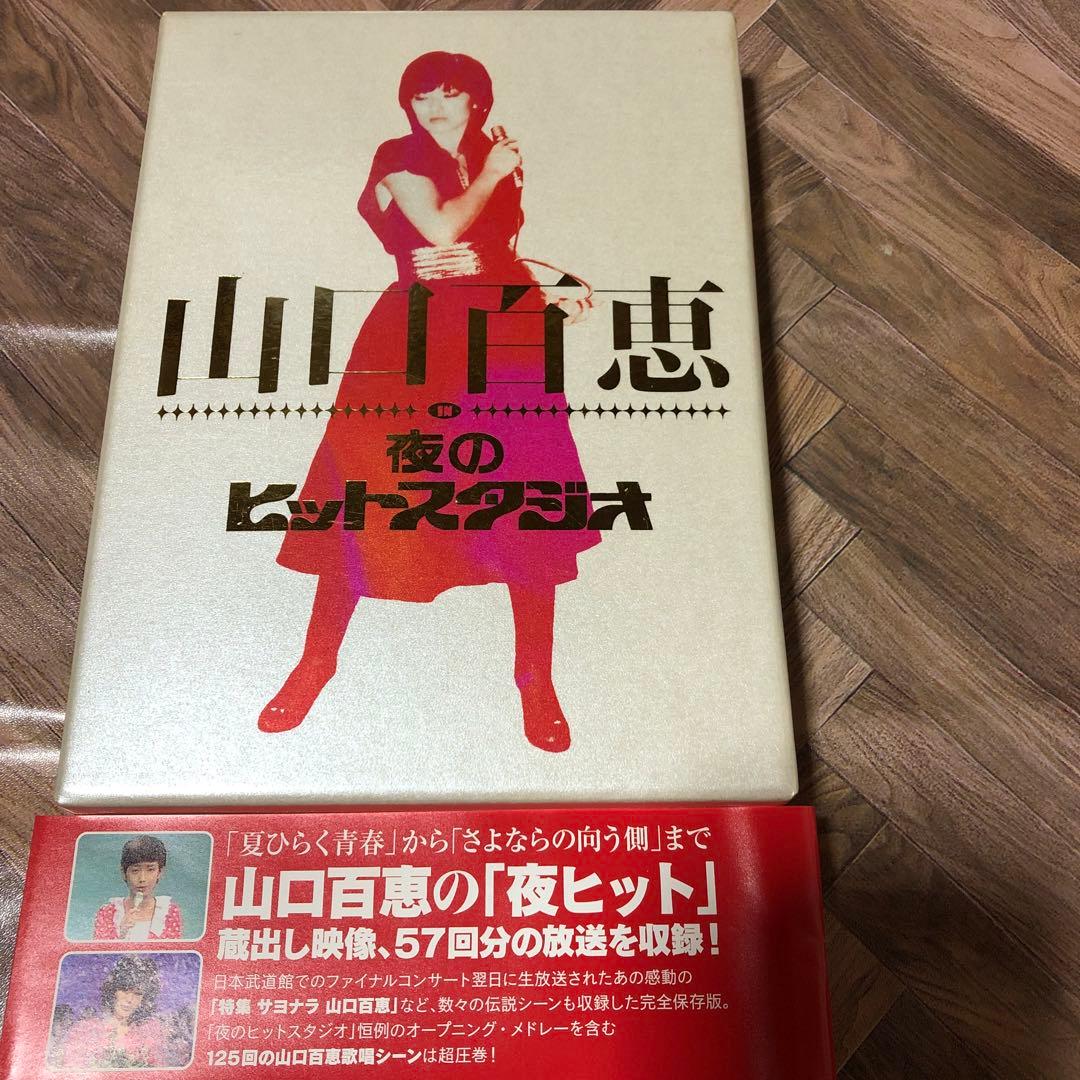 山口百恵
IN
夜の
ヒットスタジオ
「夏ひらく青春」から「さよならの向う側」まで
山口百恵の「夜ヒット」
蔵出し映像、57回分の放送を収録！
日本武道館でのファイナルコンサート翌日に生放送されたあの感動の
「特集 サヨナラ 山口百恵」など、数々の伝説シーンも収録した完全保存版。
「夜のヒットスタジオ」恒例のオープニング・メドレーを含む
125回の山口百恵歌唱シーンは超圧巻！